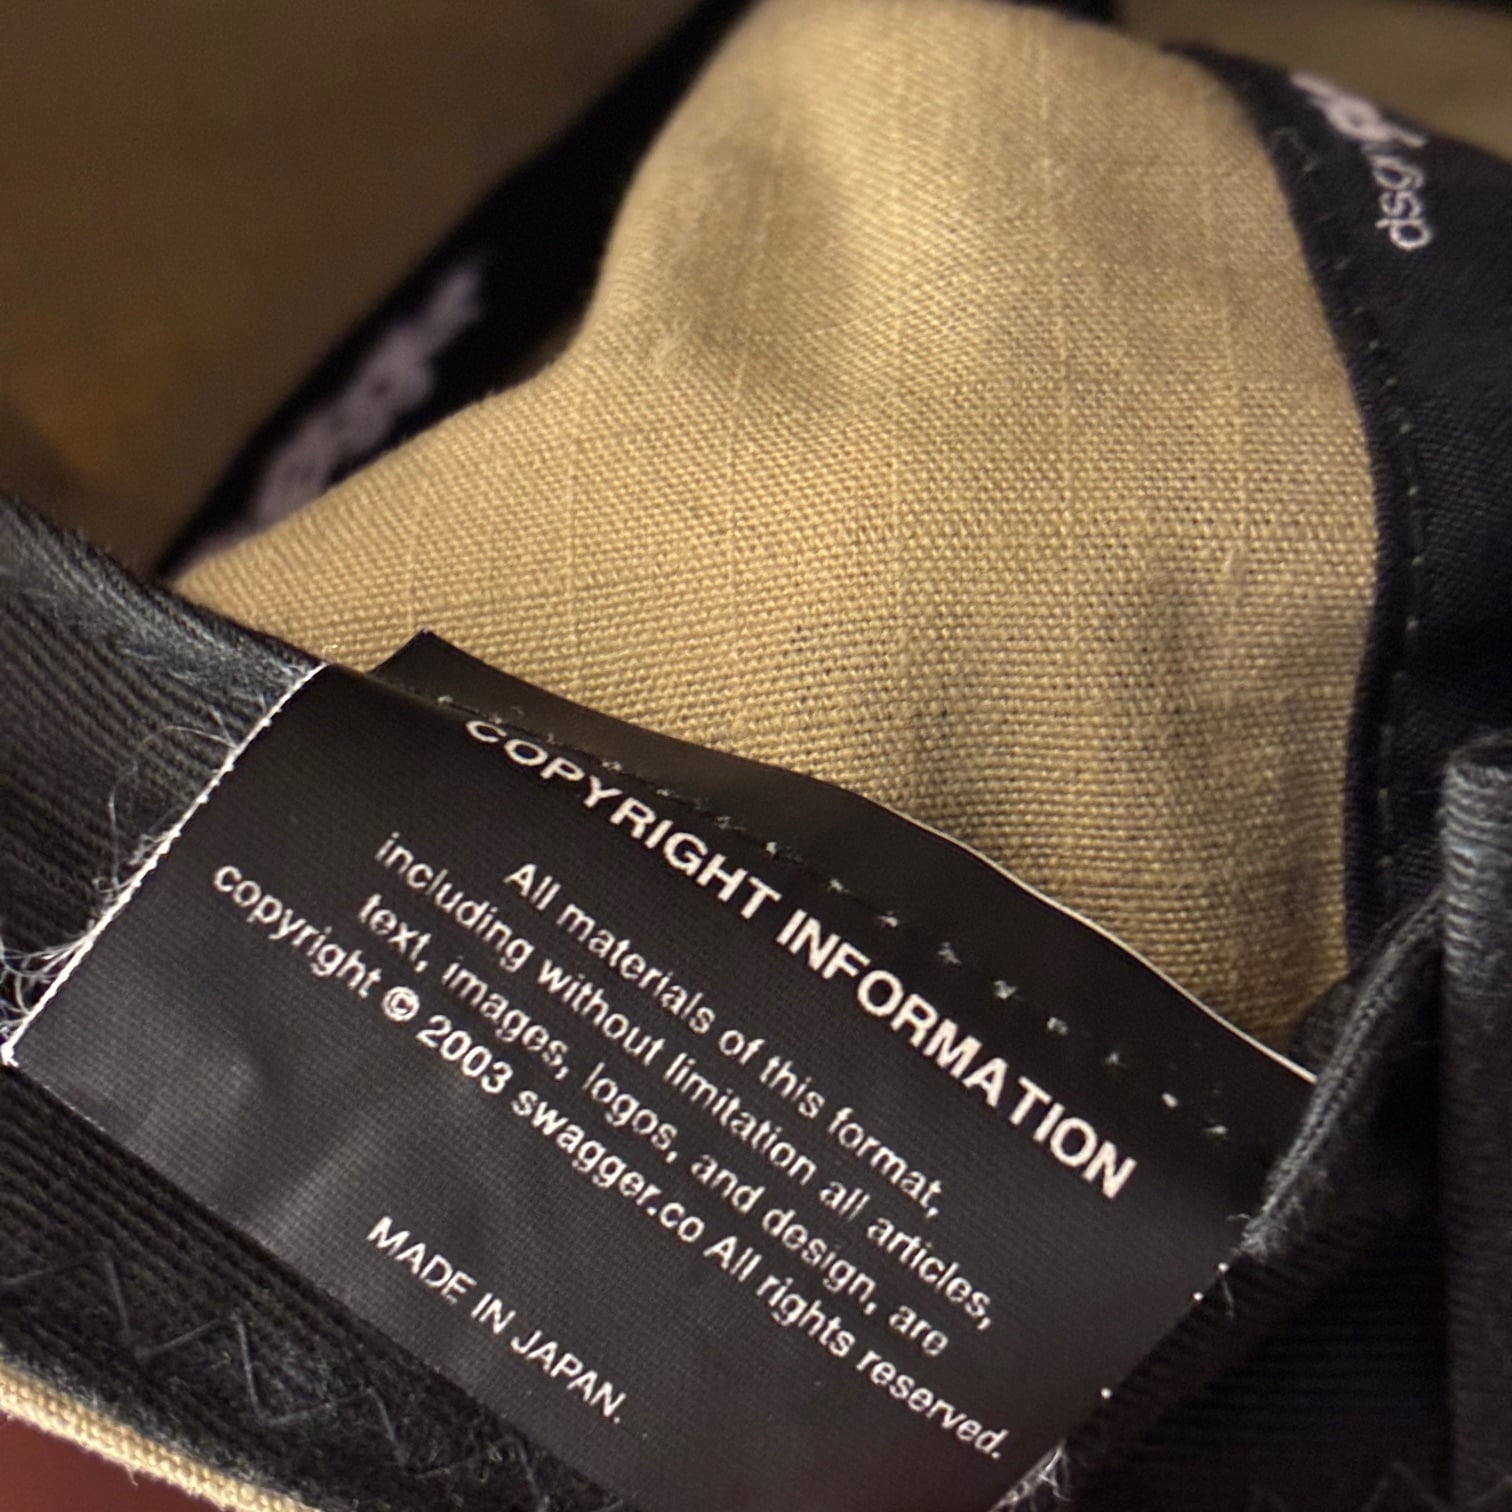 dsgn
COPYRIGHT INFORMATION
All materials of this format,
including without limitation all articles,
text, images, logos, and design, are
copyright © 2003 swagger.co All rights reserved.
MADE IN JAPAN.